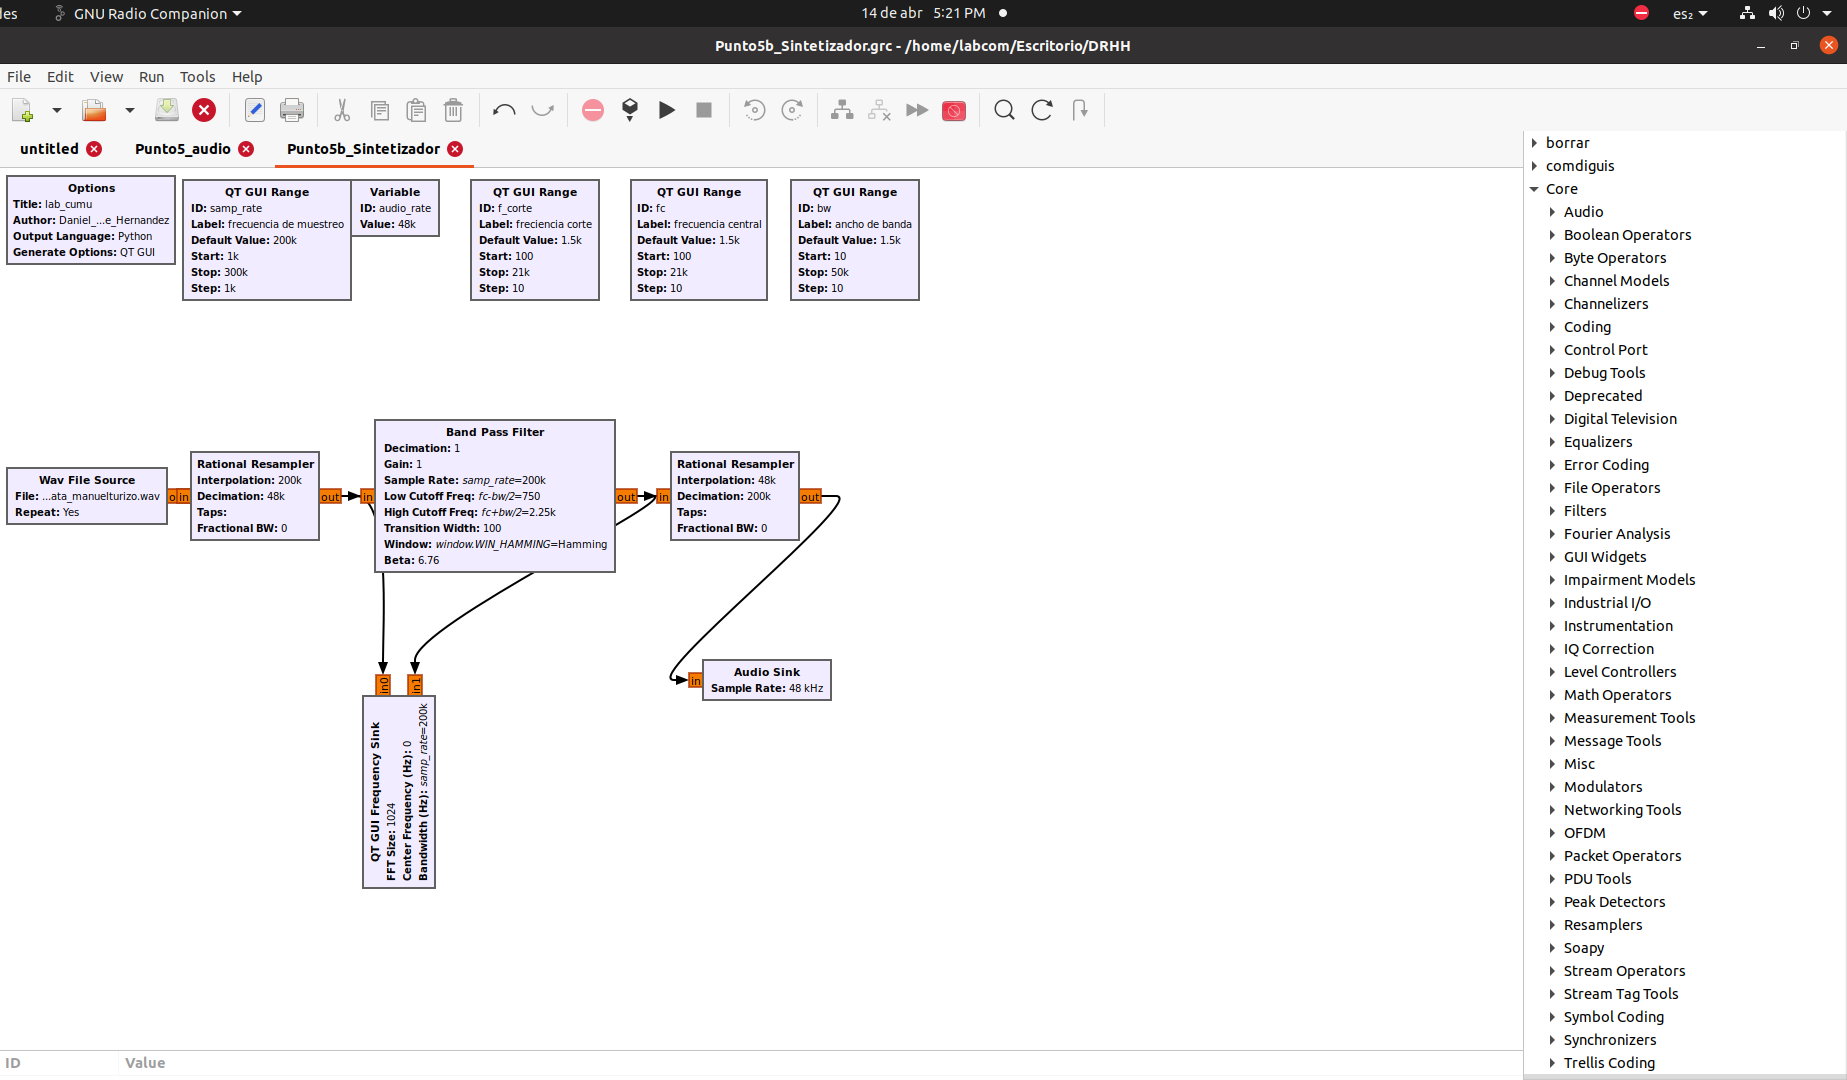 des
GNU Radio Companion
14 de abr 5:21 PM
es₂
Punto5b_Sintetizador.grc - /home/labcom/Escritorio/DRHH
File Edit View Run Tools Help
untitled
Punto5_audio
Punto5b_Sintetizador
Options
Title: lab_cumu
Author: Daniel_...e_Hernandez
Output Language: Python
Generate Options: QT GUI
QT GUI Range
ID: samp_rate
Label: frecuencia de muestreo
Default Value: 200k
Start: 1k
Stop: 300k
Step: 1k
Variable
ID: audio_rate
Value: 48k
QT GUI Range
ID: f_corte
Label: freciencia corte
Default Value: 1.5k
Start: 100
Stop: 21k
Step: 10
QT GUI Range
ID: fc
Label: frecuencia central
Default Value: 1.5k
Start: 100
Stop: 21k
Step: 10
QT GUI Range
ID: bw
Label: ancho de banda
Default Value: 1.5k
Start: 10
Stop: 50k
Step: 10
Wav File Source
File: ...ata_manuelturizo.wav
Repeat: Yes
o
in
Rational Resampler
Interpolation: 200k
Decimation: 48k
Taps:
Fractional BW: 0
out
in
Band Pass Filter
Decimation: 1
Gain: 1
Sample Rate: samp_rate=200k
Low Cutoff Freq: fc-bw/2=750
High Cutoff Freq: fc+bw/2=2.25k
Transition Width: 100
Window: window.WIN_HAMMING=Hamming
Beta: 6.76
out
in
Rational Resampler
Interpolation: 48k
Decimation: 200k
Taps:
Fractional BW: 0
out
in
Audio Sink
Sample Rate: 48 kHz
in0
in1
QT GUI Frequency Sink
FFT Size: 1024
Center Frequency (Hz): 0
Bandwidth (Hz): samp_rate=200k
ID Value
borrar
comdiguis
Core
Audio
Boolean Operators
Byte Operators
Channel Models
Channelizers
Coding
Control Port
Debug Tools
Deprecated
Digital Television
Equalizers
Error Coding
File Operators
Filters
Fourier Analysis
GUI Widgets
Impairment Models
Industrial I/O
Instrumentation
IQ Correction
Level Controllers
Math Operators
Measurement Tools
Message Tools
Misc
Modulators
Networking Tools
OFDM
Packet Operators
PDU Tools
Peak Detectors
Resamplers
Soapy
Stream Operators
Stream Tag Tools
Symbol Coding
Synchronizers
Trellis Coding